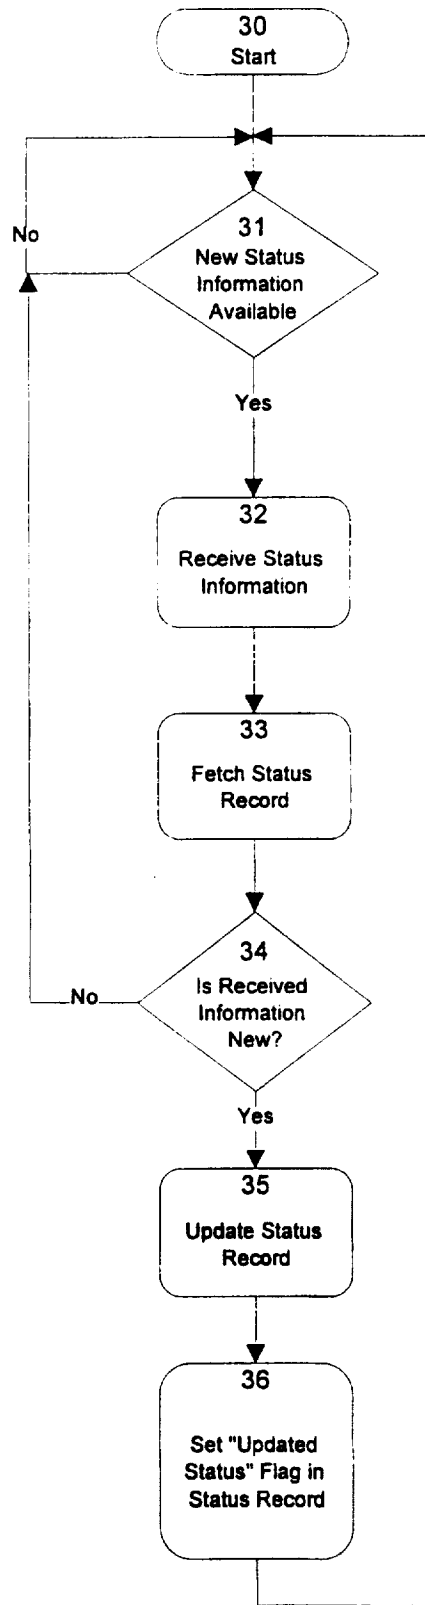 30
Start
No
31
New Status
Information
Available
Yes
32
Receive Status
Information
33
Fetch Status
Record
34
Is Received
Information
New?
No
Yes
35
Update Status
Record
36
Set "Updated
Status" Flag in
Status Record